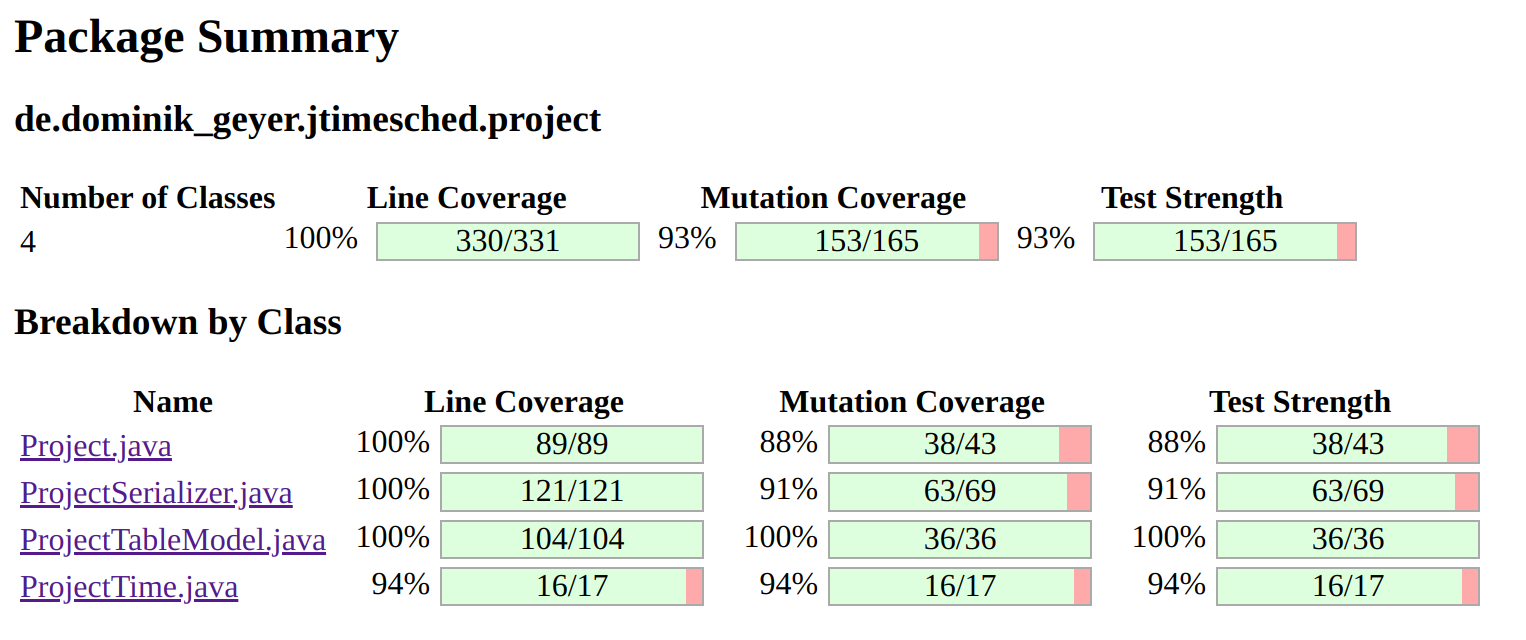 Package Summary
de.dominik_geyer.jtimesched.project
Number of Classes Line Coverage Mutation Coverage Test Strength
4 100% 330/331 93% 153/165 93% 153/165
Breakdown by Class
Name Line Coverage Mutation Coverage Test Strength
Project.java 100% 89/89 88% 38/43 88% 38/43
ProjectSerializer.java 100% 121/121 91% 63/69 91% 63/69
ProjectTableModel.java 100% 104/104 100% 36/36 100% 36/36
ProjectTime.java 94% 16/17 94% 16/17 94% 16/17